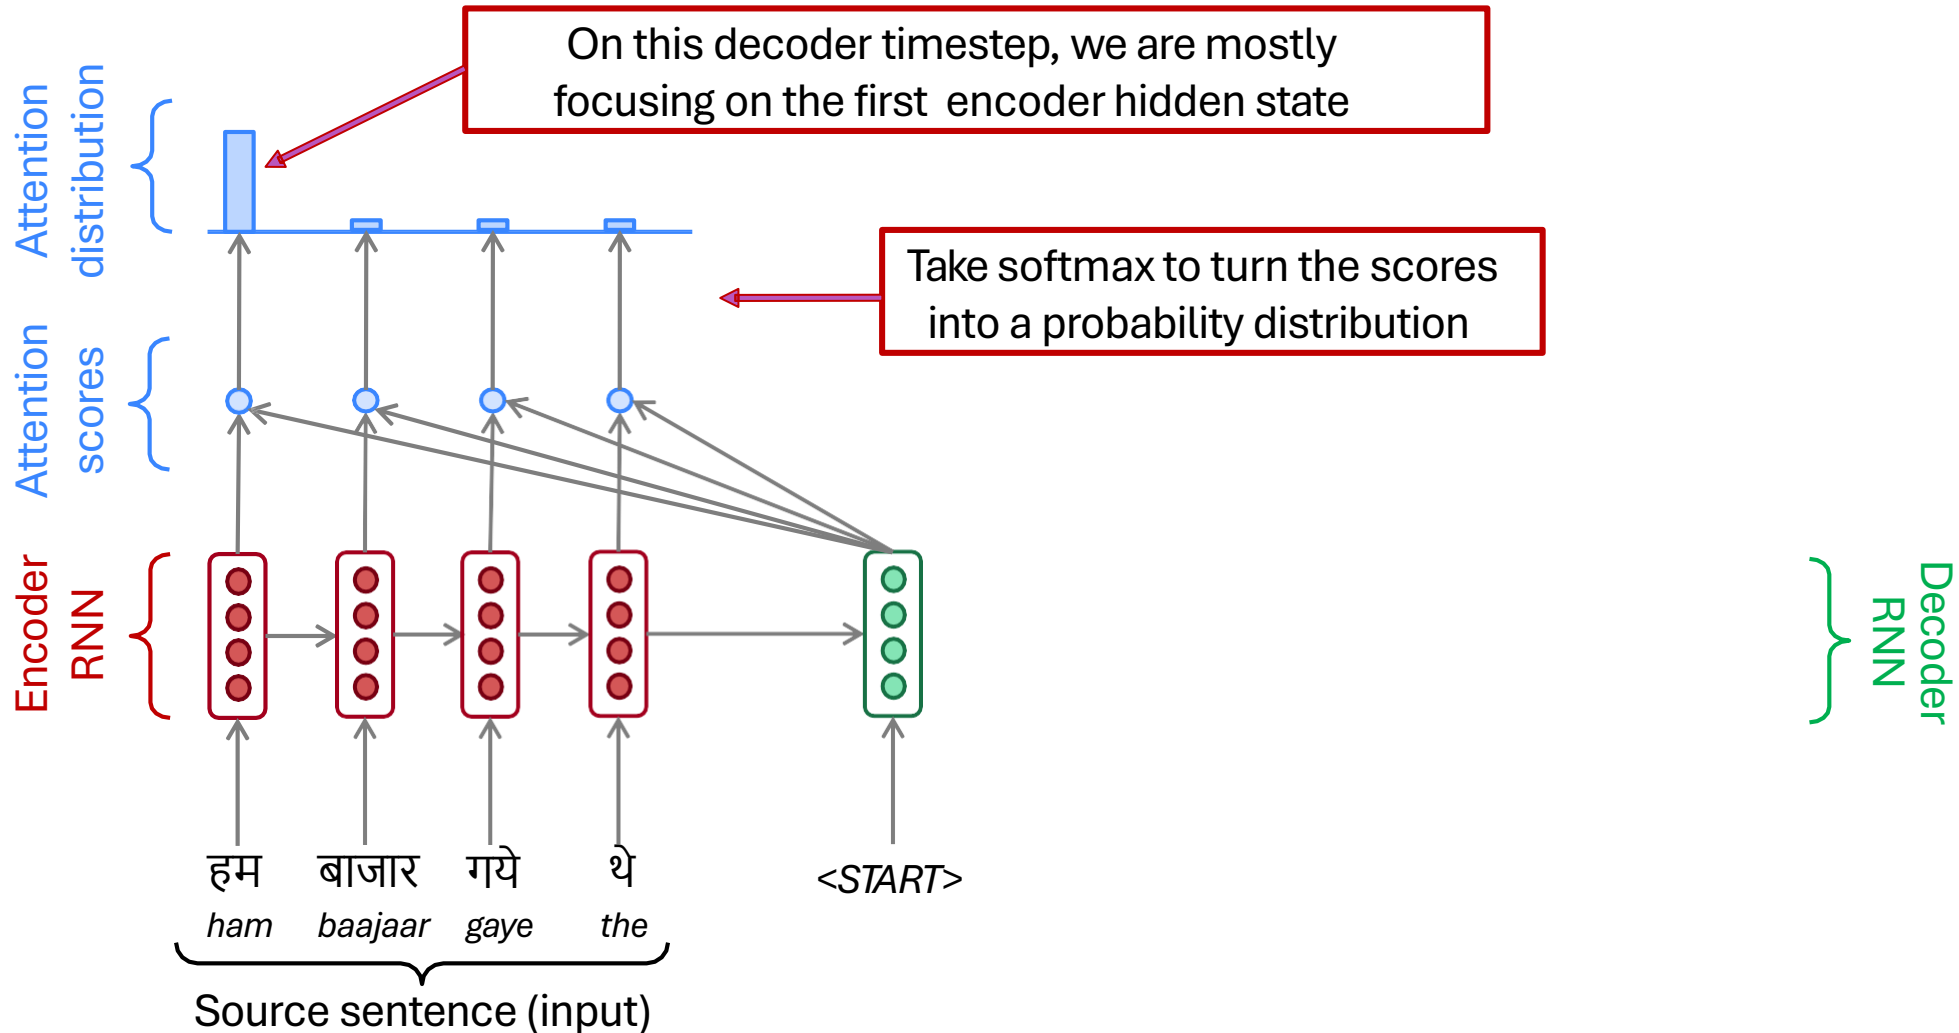 On this decoder timestep, we are mostly
focusing on the first encoder hidden state
Attention
distribution
Take softmax to turn the scores
into a probability distribution
Attention
scores
Encoder
RNN
Decoder
RNN
हम बाजार गये थे <START>
ham baajaar gaye the
Source sentence (input)